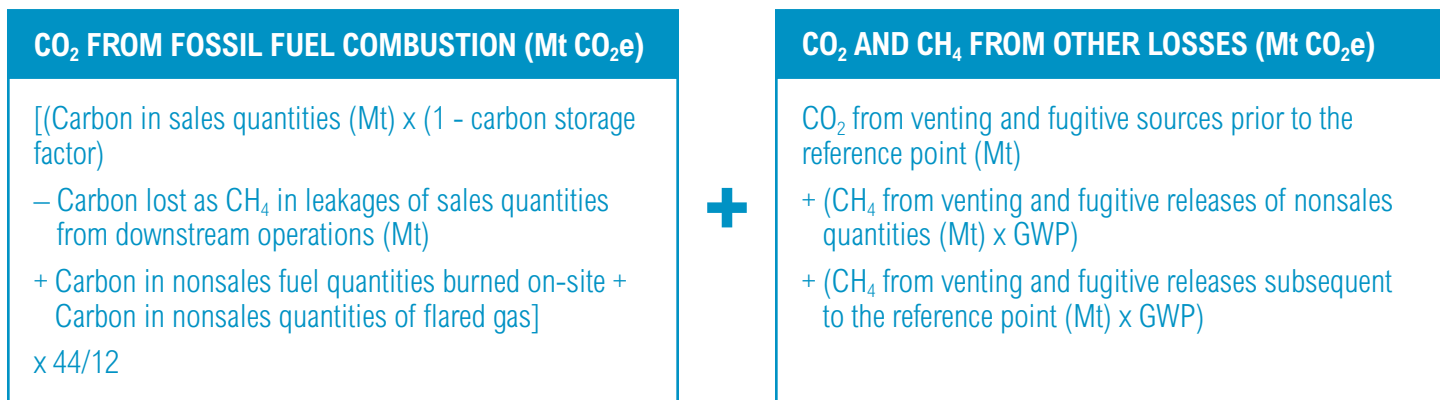 CO₂ FROM FOSSIL FUEL COMBUSTION (Mt CO₂e)
[(Carbon in sales quantities (Mt) x (1 - carbon storage
factor)
– Carbon lost as CH₄ in leakages of sales quantities
from downstream operations (Mt)
+ Carbon in nonsales fuel quantities burned on-site +
Carbon in nonsales quantities of flared gas]
x 44/12
+
CO₂ AND CH₄ FROM OTHER LOSSES (Mt CO₂e)
CO₂ from venting and fugitive sources prior to the
reference point (Mt)
+ (CH₄ from venting and fugitive releases of nonsales
quantities (Mt) x GWP)
+ (CH₄ from venting and fugitive releases subsequent
to the reference point (Mt) x GWP)